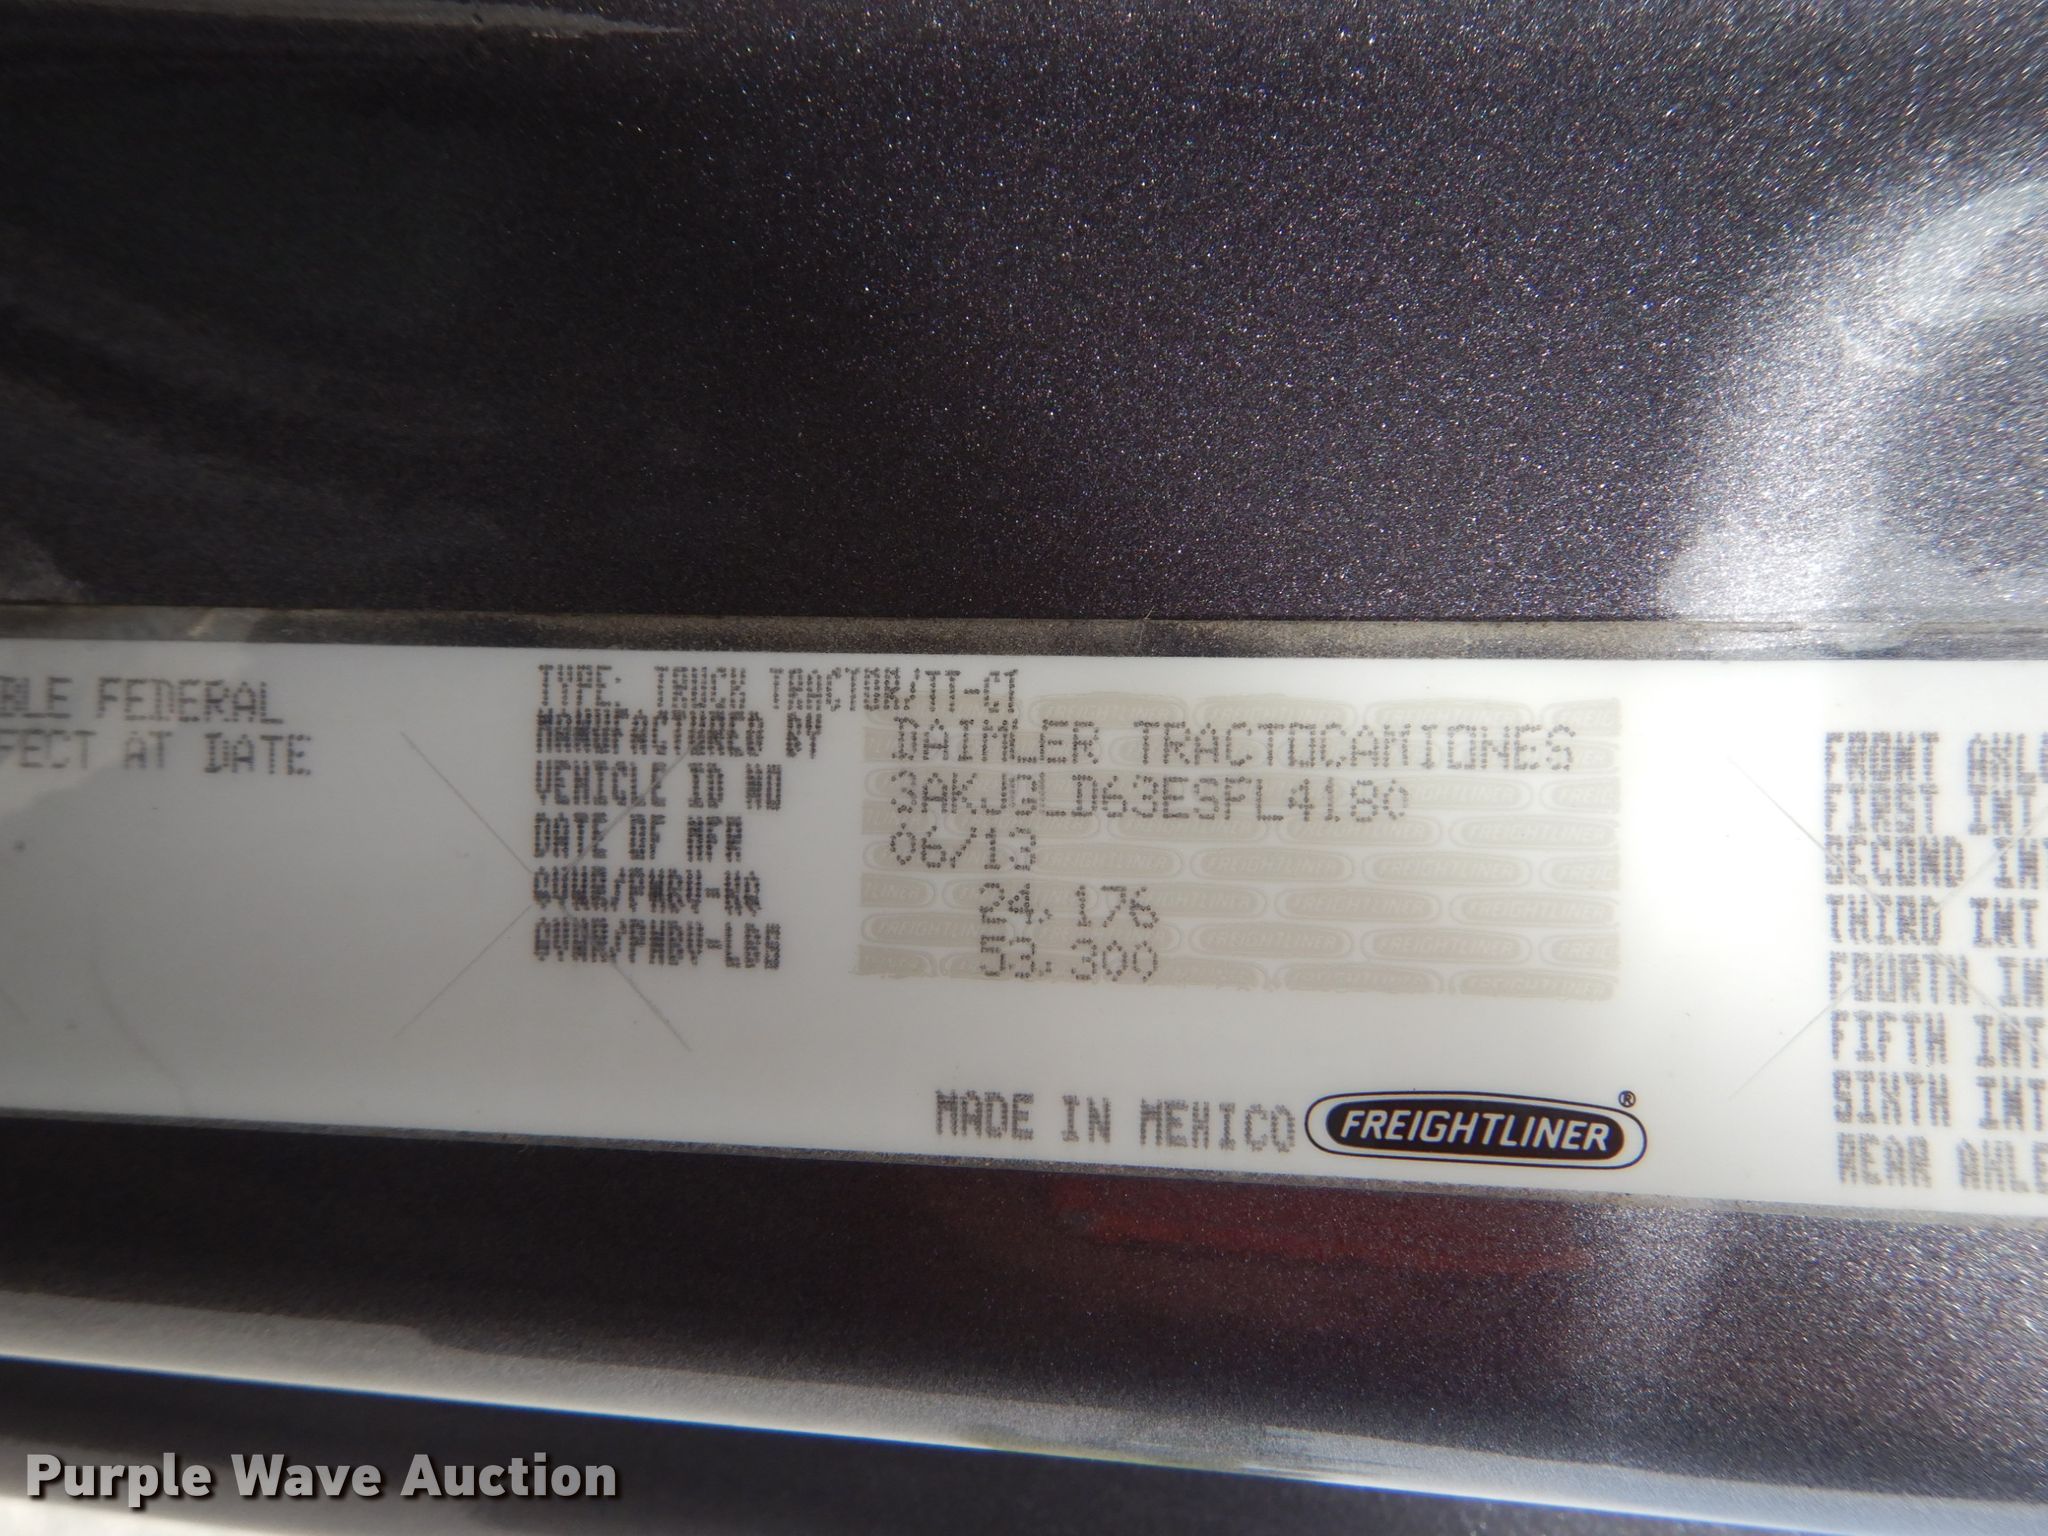 BLE FEDERAL
FECT AT DATE
TYPE: TRUCK TRACTOR/TT-C1
MANUFACTURED BY DAIMLER TRACTOCAMIONES
VEHICLE ID NO 3AKJGLD63ESFL4180
DATE OF MFR 06/13
GVWR/PNBV-KG 24,176
GVWR/PNBV-LBS 53,300
MADE IN MEXICO FREIGHTLINER®
FRONT AXL
FIRST INT
SECOND INT
THIRD INT
FOURTH IN
FIFTH INT
SIXTH INT
REAR AXLE
Purple Wave Auction